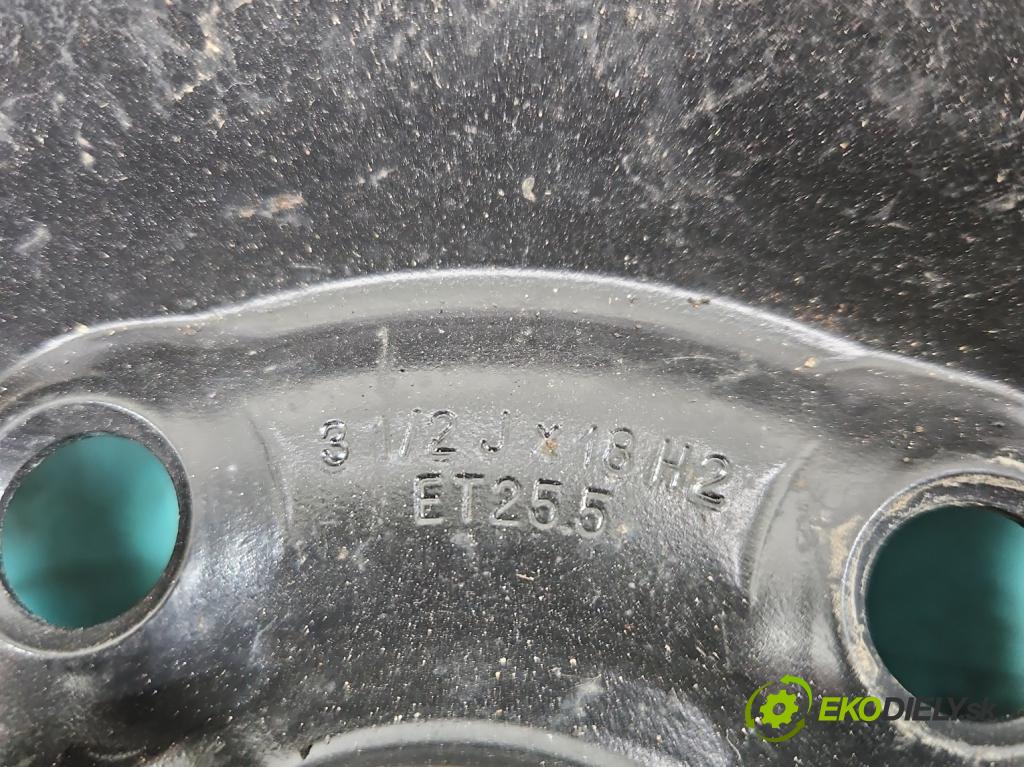 3 1/2 J x 18 H2
ET25.5
EKODIELY.sk